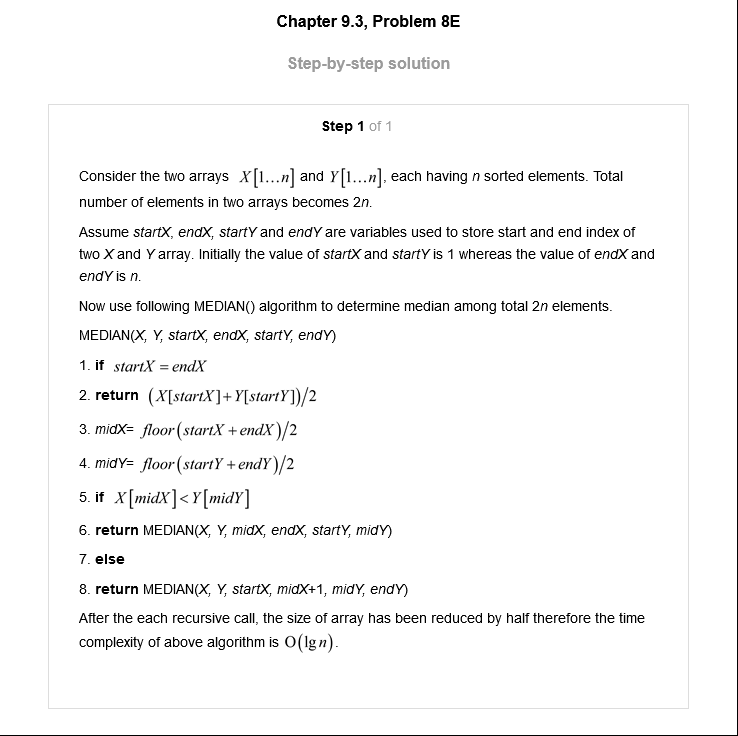 Chapter 9.3, Problem 8E
Step-by-step solution
Step 1 of 1
Consider the two arrays X[1...n] and Y[1...n], each having n sorted elements. Total
number of elements in two arrays becomes 2n.
Assume startX, endX, startY and endY are variables used to store start and end index of
two X and Y array. Initially the value of startX and startY is 1 whereas the value of endX and
endY is n.
Now use following MEDIAN() algorithm to determine median among total 2n elements.
MEDIAN(X, Y, startX, endX, startY, endY)
1. if startX = endX
2. return (X[startX]+Y[startY])/2
3. midX= floor(startX +endX)/2
4. midY= floor(startY +endY)/2
5. if X[midX]<Y[midY]
6. return MEDIAN(X, Y, midX, endX, startY, midY)
7. else
8. return MEDIAN(X, Y, startX, midX+1, midY, endY)
After the each recursive call, the size of array has been reduced by half therefore the time
complexity of above algorithm is O(lg n).